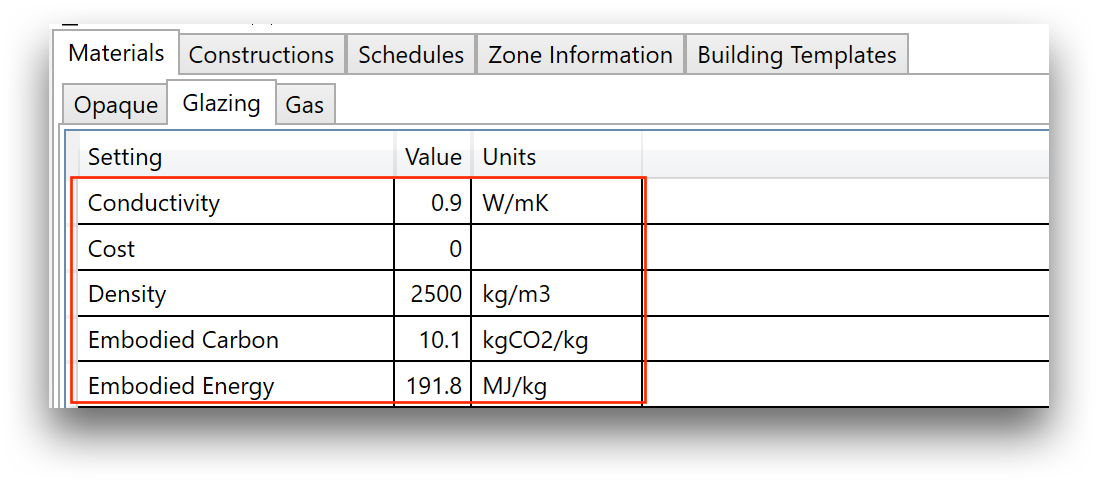 Materials Constructions Schedules Zone Information Building Templates
Opaque Glazing Gas
Setting Value Units
Conductivity 0.9 W/mK
Cost 0
Density 2500 kg/m3
Embodied Carbon 10.1 kgCO2/kg
Embodied Energy 191.8 MJ/kg